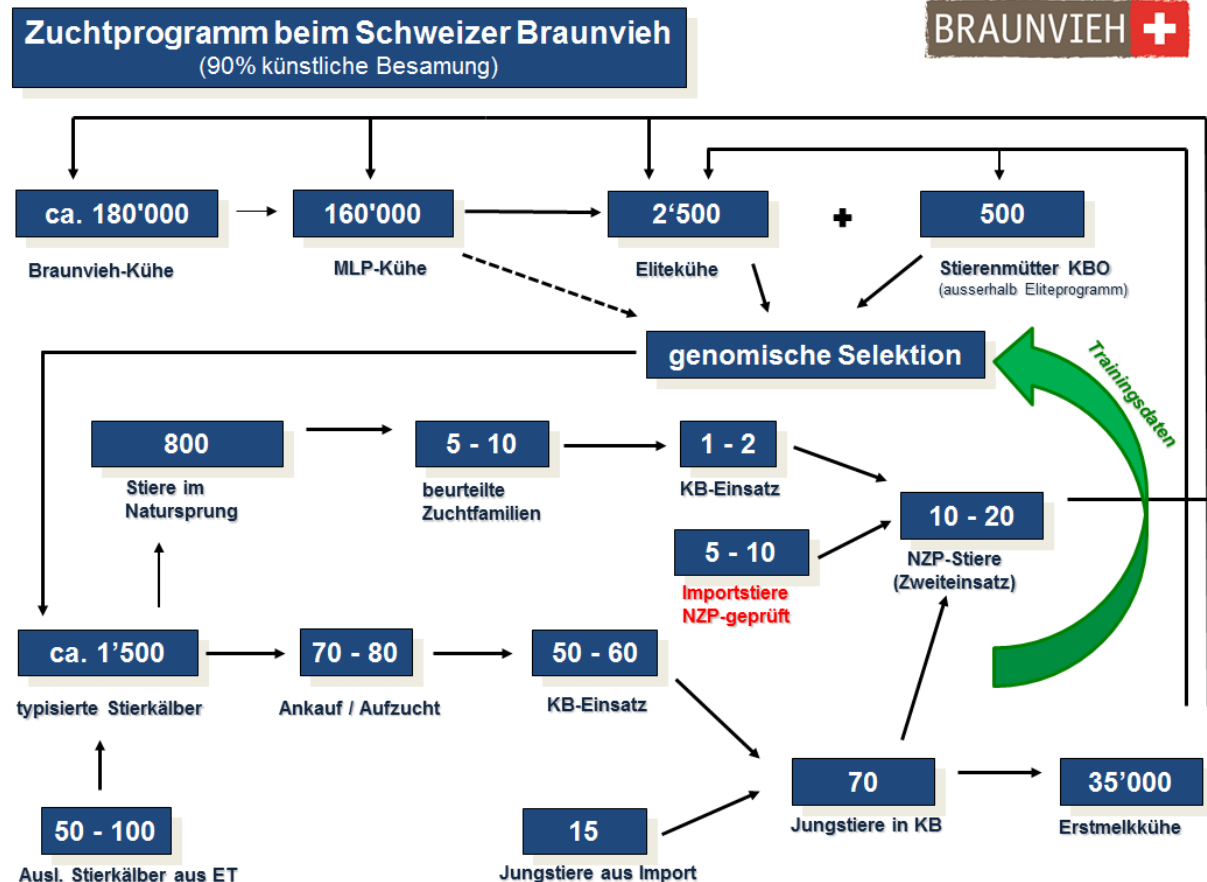 Zuchtprogramm beim Schweizer Braunvieh
(90% künstliche Besamung)
BRAUNVIEH
ca. 180'000
160'000
2‘500
500
Braunvieh-Kühe
MLP-Kühe
Elitekühe
Stierenmütter KBO
(ausserhalb Eliteprogramm)
genomische Selektion
Trainingsdaten
800
5 - 10
1 - 2
Stiere im
Natursprung
beurteilte
Zuchtfamilien
KB-Einsatz
10 - 20
5 - 10
NZP-Stiere
(Zweiteinsatz)
Importstiere
NZP-geprüft
ca. 1’500
70 - 80
50 - 60
typisierte Stierkälber
Ankauf / Aufzucht
KB-Einsatz
70
35’000
50 - 100
15
Jungstiere in KB
Erstmelkkühe
Ausl. Stierkälber aus ET
Jungstiere aus Import